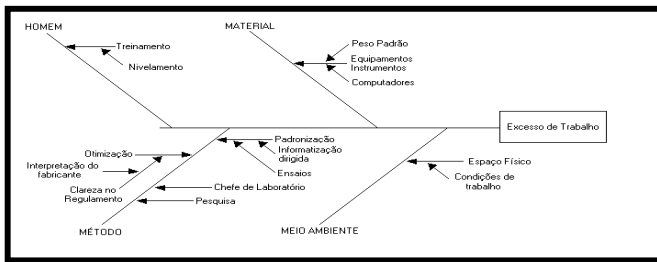 HOMEM
Treinamento
Nivelamento
MATERIAL
Peso Padrão
Equipamentos
Instrumentos
Computadores
Excesso de Trabalho
Otimização
Interpretação do
fabricante
Clareza no
Regulamento
Padronização
Informatização
dirigida
Ensaios
Chefe de Laboratório
Pesquisa
MÉTODO
Espaço Físico
Condições de
trabalho
MEIO AMBIENTE